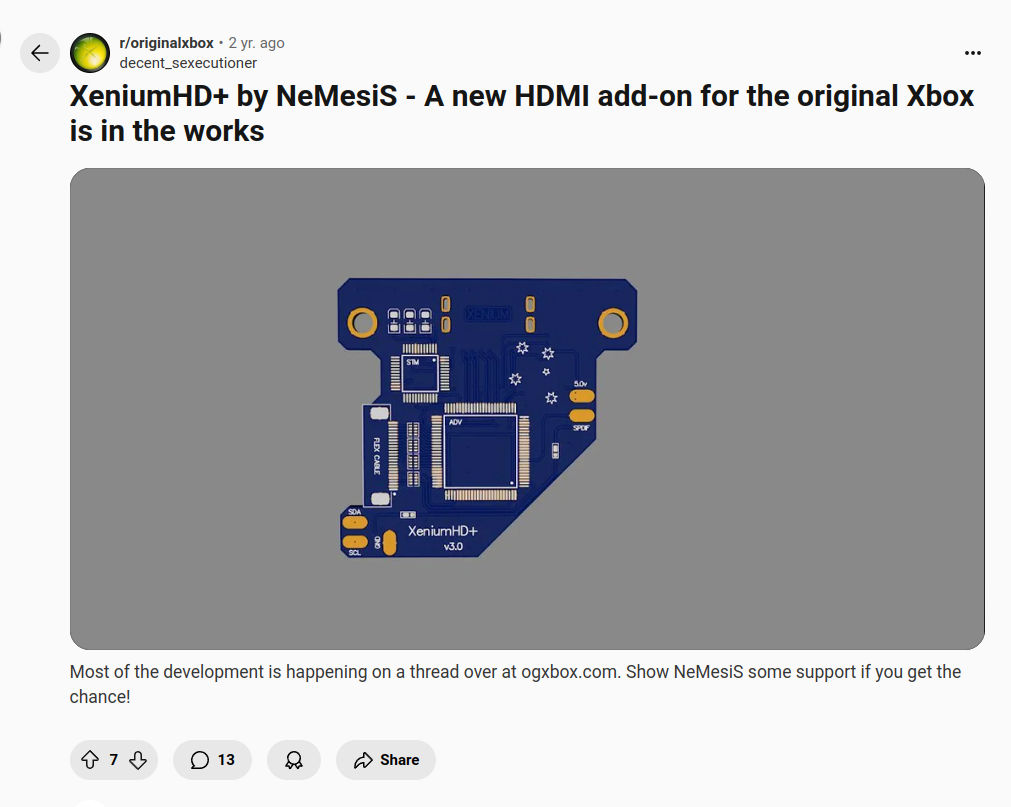 r/originalxbox • 2 yr. ago
decent_sexecutioner
XeniumHD+ by NeMesiS - A new HDMI add-on for the original Xbox
is in the works
XENIUM
STM
5.0v
ADV
SPDIF
FLEX CABLE
SDA
XeniumHD+
GND
v3.0
SCL
Most of the development is happening on a thread over at ogxbox.com. Show NeMesiS some support if you get the
chance!
7 13 Share